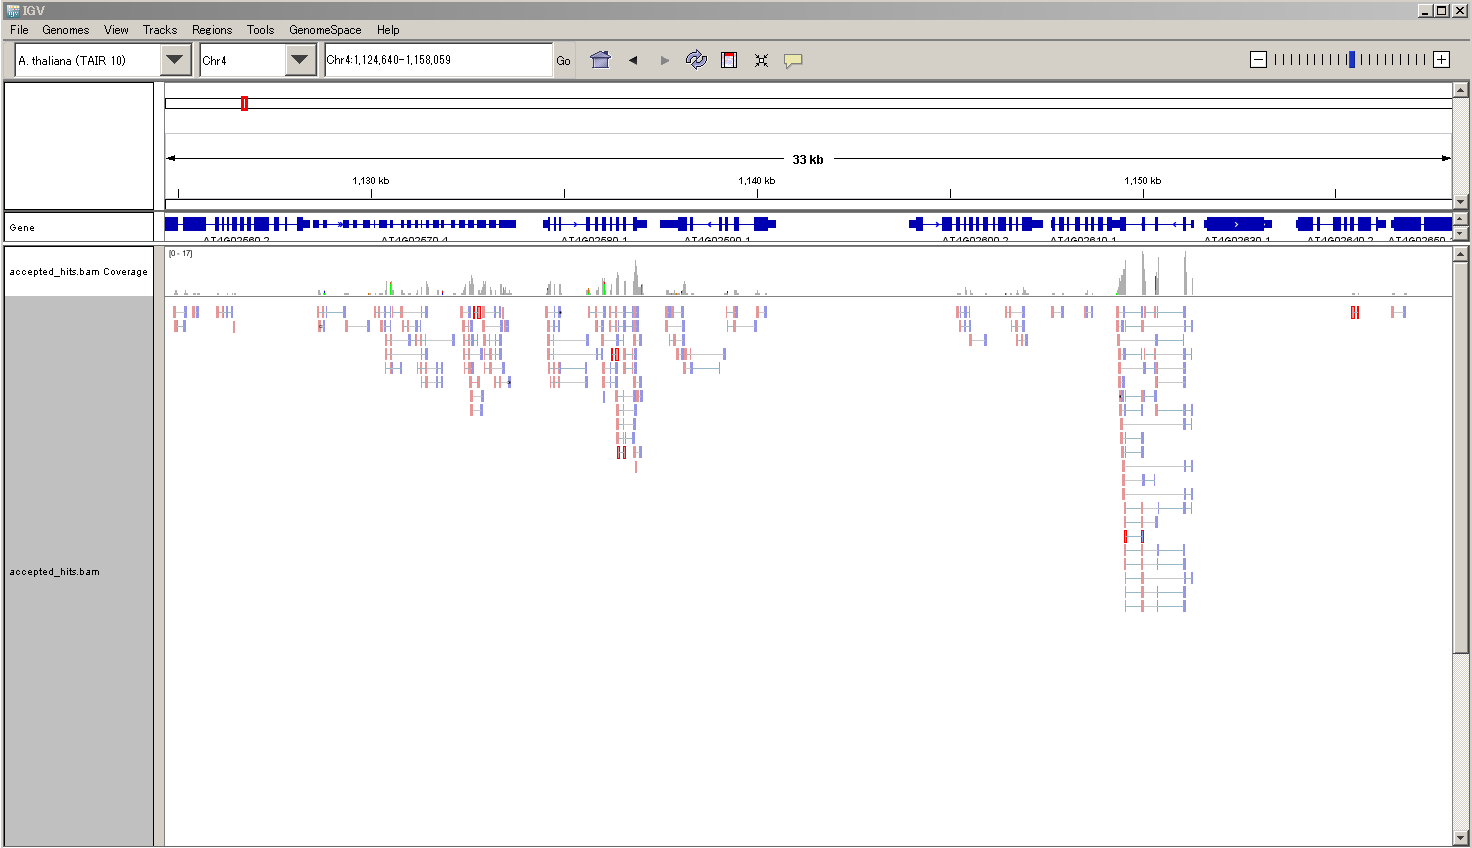 IGV
File Genomes View Tracks Regions Tools GenomeSpace Help
A. thaliana (TAIR 10) Chr4 Chr4:1,124,640-1,158,059 Go
33 kb
1,130 kb 1,140 kb 1,150 kb
Gene
AT4G02560.2 AT4G02570.4 AT4G02580.1 AT4G02590.1 AT4G02600.2 AT4G02610.1 AT4G02630.1 AT4G02640.2 AT4G02650.
[0 - 17]
accepted_hits.bam Coverage
accepted_hits.bam